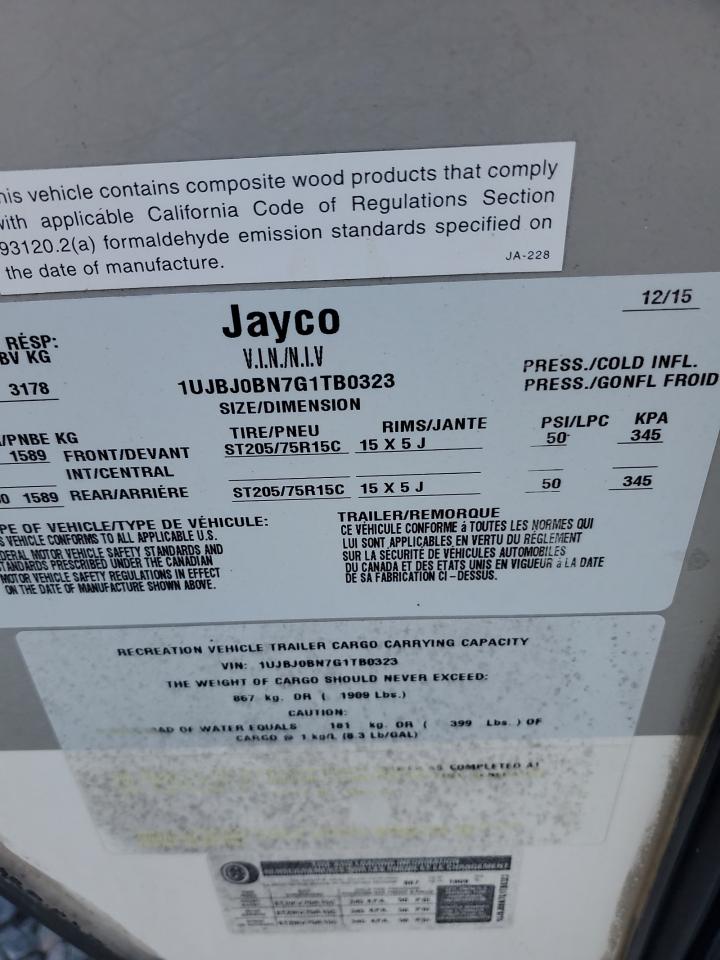 his vehicle contains composite wood products that comply
with applicable California Code of Regulations Section
93120.2(a) formaldehyde emission standards specified on
the date of manufacture.
JA-228
12/15
Jayco
RESP:
BV KG
V.I.N./N.I.V
3178
1UJBJ0BN7G1TB0323
PRESS./COLD INFL.
PRESS./GONFL FROID
SIZE/DIMENSION
/PNBE KG TIRE/PNEU RIMS/JANTE PSI/LPC KPA
1589 FRONT/DEVANT ST205/75R15C 15 X 5 J 50 345
INT/CENTRAL
0 1589 REAR/ARRIÈRE ST205/75R15C 15 X 5 J 50 345
PE OF VEHICLE/TYPE DE VÉHICULE: TRAILER/REMORQUE
S VEHICLE CONFORMS TO ALL APPLICABLE U.S.
DERAL MOTOR VEHICLE SAFETY STANDARDS AND
TANDARDS PRESCRIBED UNDER THE CANADIAN
MOTOR VEHICLE SAFETY REGULATIONS IN EFFECT
ON THE DATE OF MANUFACTURE SHOWN ABOVE.
CE VÉHICULE CONFORME á TOUTES LES NORMES QUI
LUI SONT APPLICABLES EN VERTU DU RÉGLEMENT
SUR LA SÉCURITÉ DE VÉHICULES AUTOMOBILES
DU CANADA ET DES ÉTATS UNIS EN VIGUEUR á LA DATE
DE SA FABRICATION CI-DESSUS.
RECREATION VEHICLE TRAILER CARGO CARRYING CAPACITY
VIN: 1UJBJ0BN7G1TB0323
THE WEIGHT OF CARGO SHOULD NEVER EXCEED:
867 kg. OR ( 1909 Lbs.)
CAUTION:
AD OF WATER EQUALS 181 kg. OR ( 399 Lbs. ) OF
CARGO @ 1 kg/L (8.3 Lb/GAL)
AS COMPLETED AT
TIRE AND LOADING INFORMATION